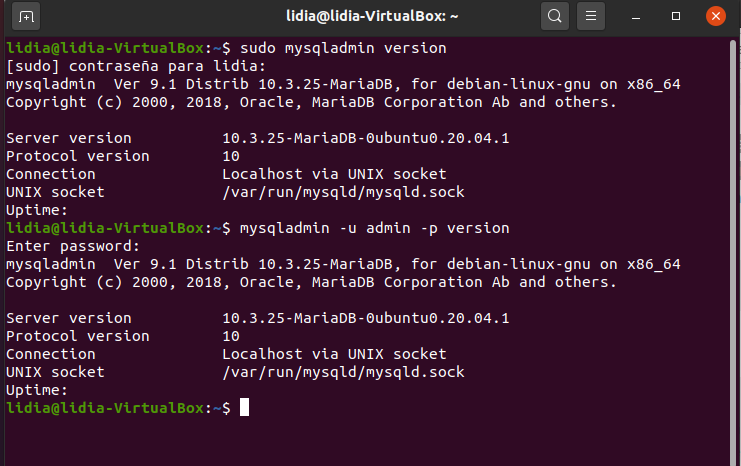 lidia@lidia-VirtualBox: ~
lidia@lidia-VirtualBox:~$ sudo mysqladmin version
[sudo] contraseña para lidia:
mysqladmin  Ver 9.1 Distrib 10.3.25-MariaDB, for debian-linux-gnu on x86_64
Copyright (c) 2000, 2018, Oracle, MariaDB Corporation Ab and others.

Server version          10.3.25-MariaDB-0ubuntu0.20.04.1
Protocol version        10
Connection              Localhost via UNIX socket
UNIX socket             /var/run/mysqld/mysqld.sock
Uptime:
lidia@lidia-VirtualBox:~$ mysqladmin -u admin -p version
Enter password:
mysqladmin  Ver 9.1 Distrib 10.3.25-MariaDB, for debian-linux-gnu on x86_64
Copyright (c) 2000, 2018, Oracle, MariaDB Corporation Ab and others.

Server version          10.3.25-MariaDB-0ubuntu0.20.04.1
Protocol version        10
Connection              Localhost via UNIX socket
UNIX socket             /var/run/mysqld/mysqld.sock
Uptime:
lidia@lidia-VirtualBox:~$